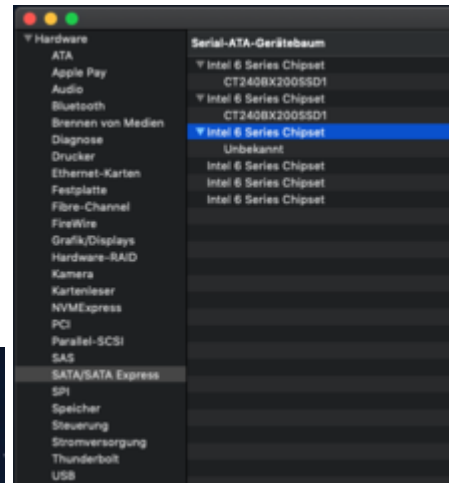 Hardware
ATA
Apple Pay
Audio
Bluetooth
Brennen von Medien
Diagnose
Drucker
Ethernet-Karten
Festplatte
Fibre-Channel
FireWire
Grafik/Displays
Hardware-RAID
Kamera
Kartenleser
NVMExpress
PCI
Parallel-SCSI
SAS
SATA/SATA Express
SPI
Speicher
Steuerung
Stromversorgung
Thunderbolt
USB
Serial-ATA-Gerätebaum
Intel 6 Series Chipset
CT240BX200SSD1
Intel 6 Series Chipset
CT240BX200SSD1
Intel 6 Series Chipset
Unbekannt
Intel 6 Series Chipset
Intel 6 Series Chipset
Intel 6 Series Chipset